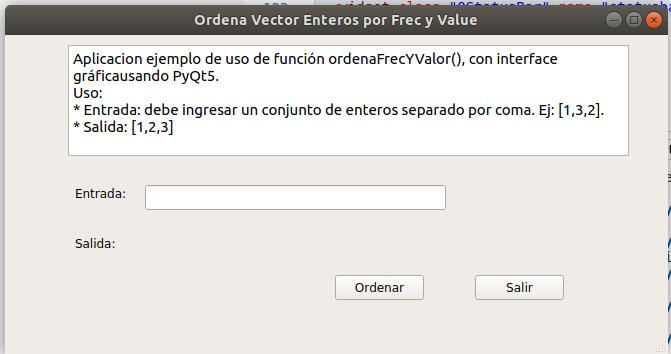 Ordena Vector Enteros por Frec y Value
Aplicacion ejemplo de uso de función ordenaFrecYValor(), con interface
gráficausando PyQt5.
Uso:
* Entrada: debe ingresar un conjunto de enteros separado por coma. Ej: [1,3,2].
* Salida: [1,2,3]
Entrada:
Salida:
Ordenar
Salir